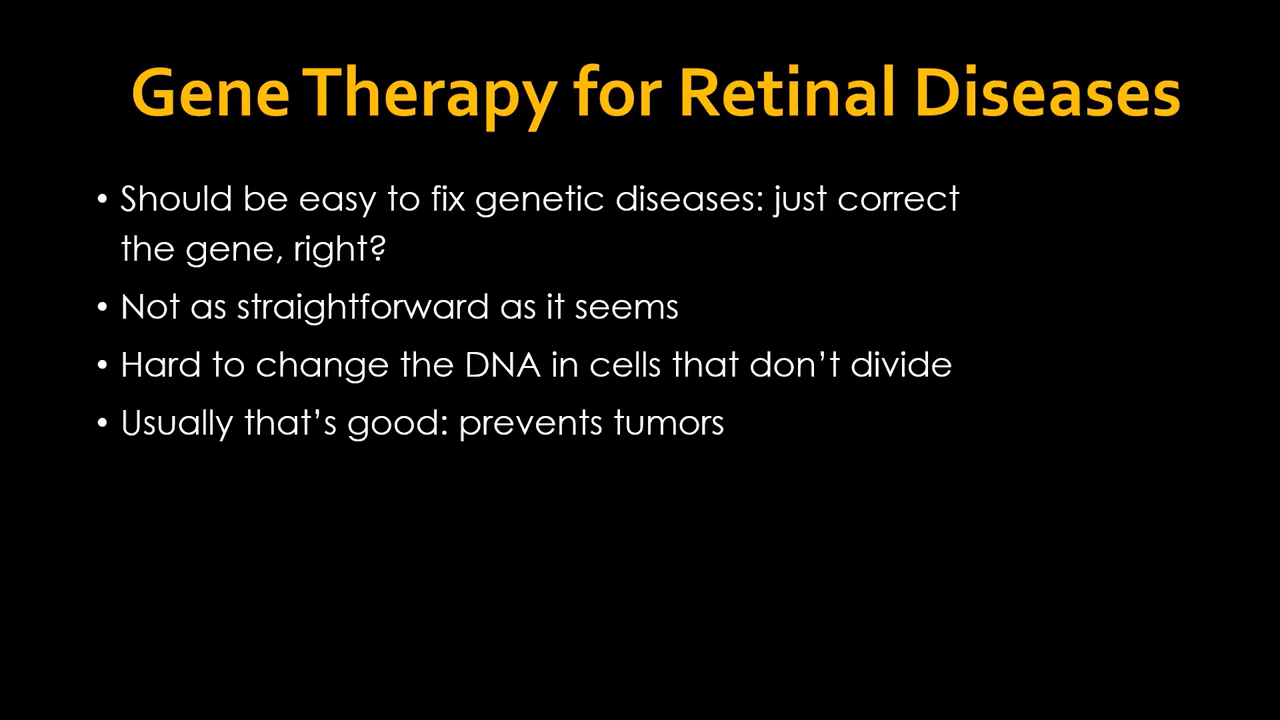 Gene Therapy for Retinal Diseases
• Should be easy to fix genetic diseases: just correct
the gene, right?
• Not as straightforward as it seems
• Hard to change the DNA in cells that don’t divide
• Usually that’s good: prevents tumors